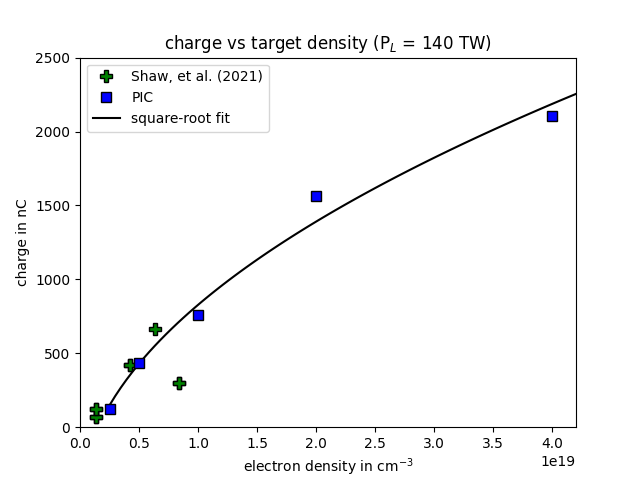 charge vs target density (P_L = 140 TW)
Shaw, et al. (2021)
PIC
square-root fit
charge in nC
2500
2000
1500
1000
500
0
0.0 0.5 1.0 1.5 2.0 2.5 3.0 3.5 4.0
1e19
electron density in cm⁻³